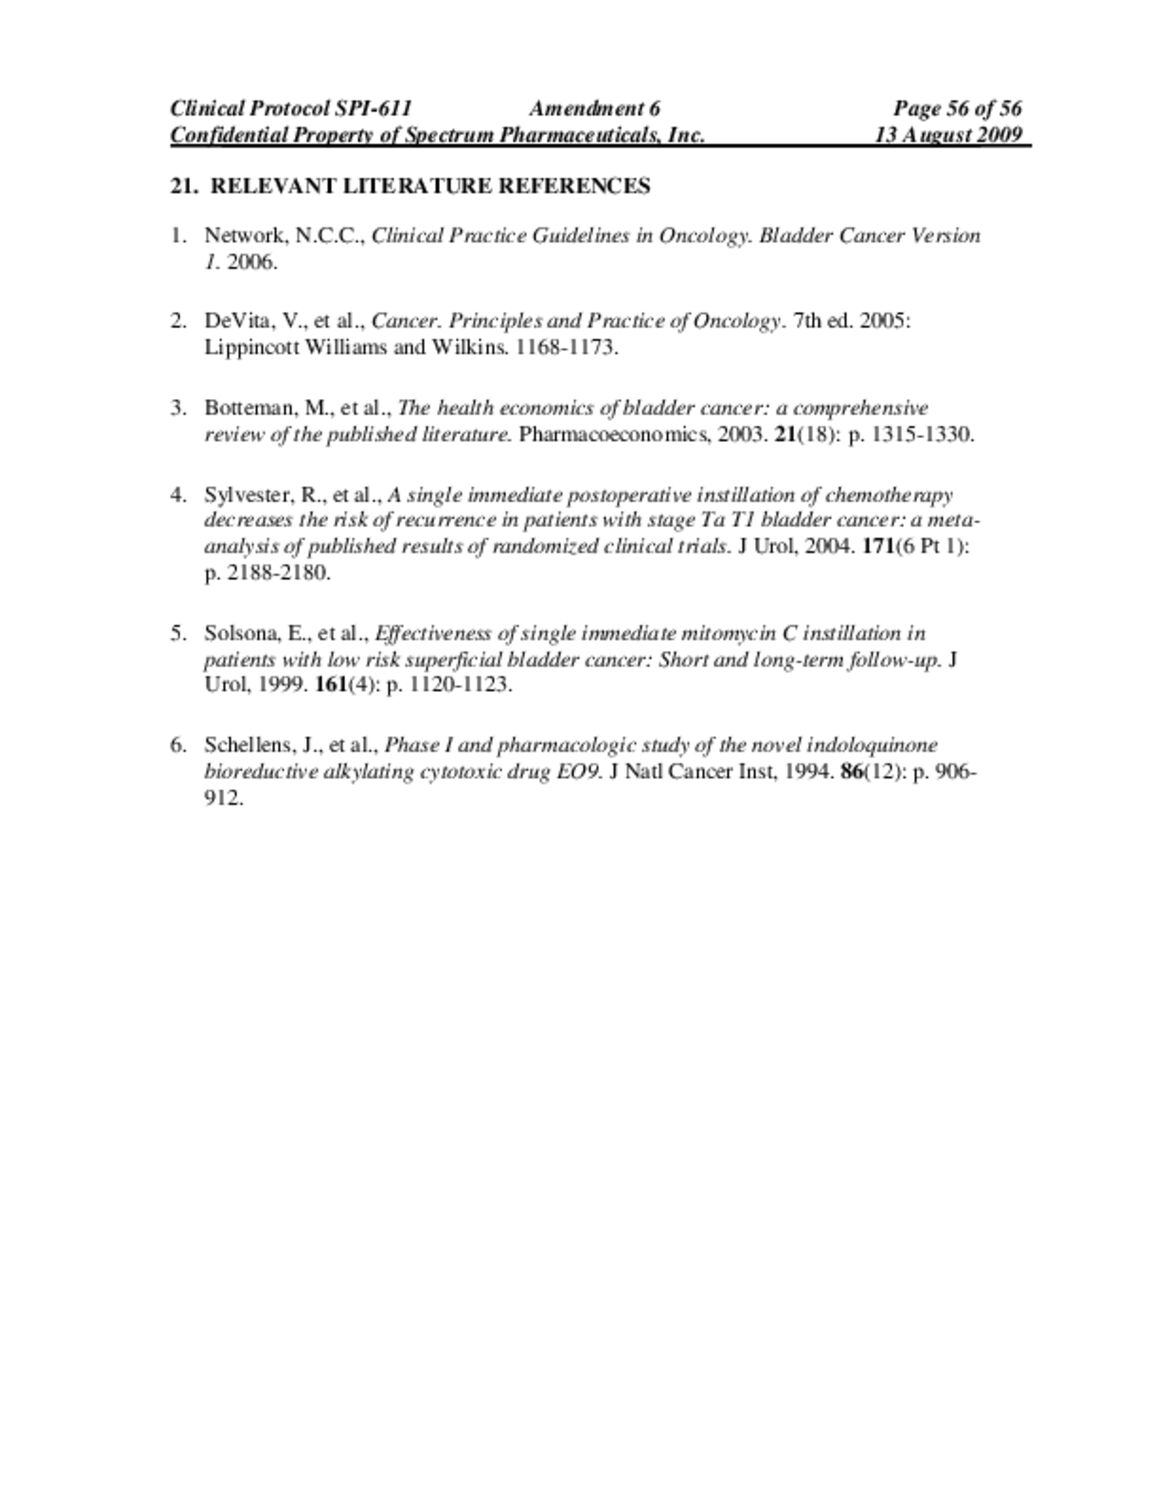 Clinical Protocol SPI-611 Amendment 6 Page 56 of 56
Confidential Property of Spectrum Pharmaceuticals, Inc. 13 August 2009
21. RELEVANT LITERATURE REFERENCES
1. Network, N.C.C., Clinical Practice Guidelines in Oncology. Bladder Cancer Version
1. 2006.
2. DeVita, V., et al., Cancer. Principles and Practice of Oncology. 7th ed. 2005:
Lippincott Williams and Wilkins. 1168-1173.
3. Botteman, M., et al., The health economics of bladder cancer: a comprehensive
review of the published literature. Pharmacoeconomics, 2003. 21(18): p. 1315-1330.
4. Sylvester, R., et al., A single immediate postoperative instillation of chemotherapy
decreases the risk of recurrence in patients with stage Ta T1 bladder cancer: a meta-
analysis of published results of randomized clinical trials. J Urol, 2004. 171(6 Pt 1):
p. 2188-2180.
5. Solsona, E., et al., Effectiveness of single immediate mitomycin C instillation in
patients with low risk superficial bladder cancer: Short and long-term follow-up. J
Urol, 1999. 161(4): p. 1120-1123.
6. Schellens, J., et al., Phase I and pharmacologic study of the novel indoloquinone
bioreductive alkylating cytotoxic drug EO9. J Natl Cancer Inst, 1994. 86(12): p. 906-
912.